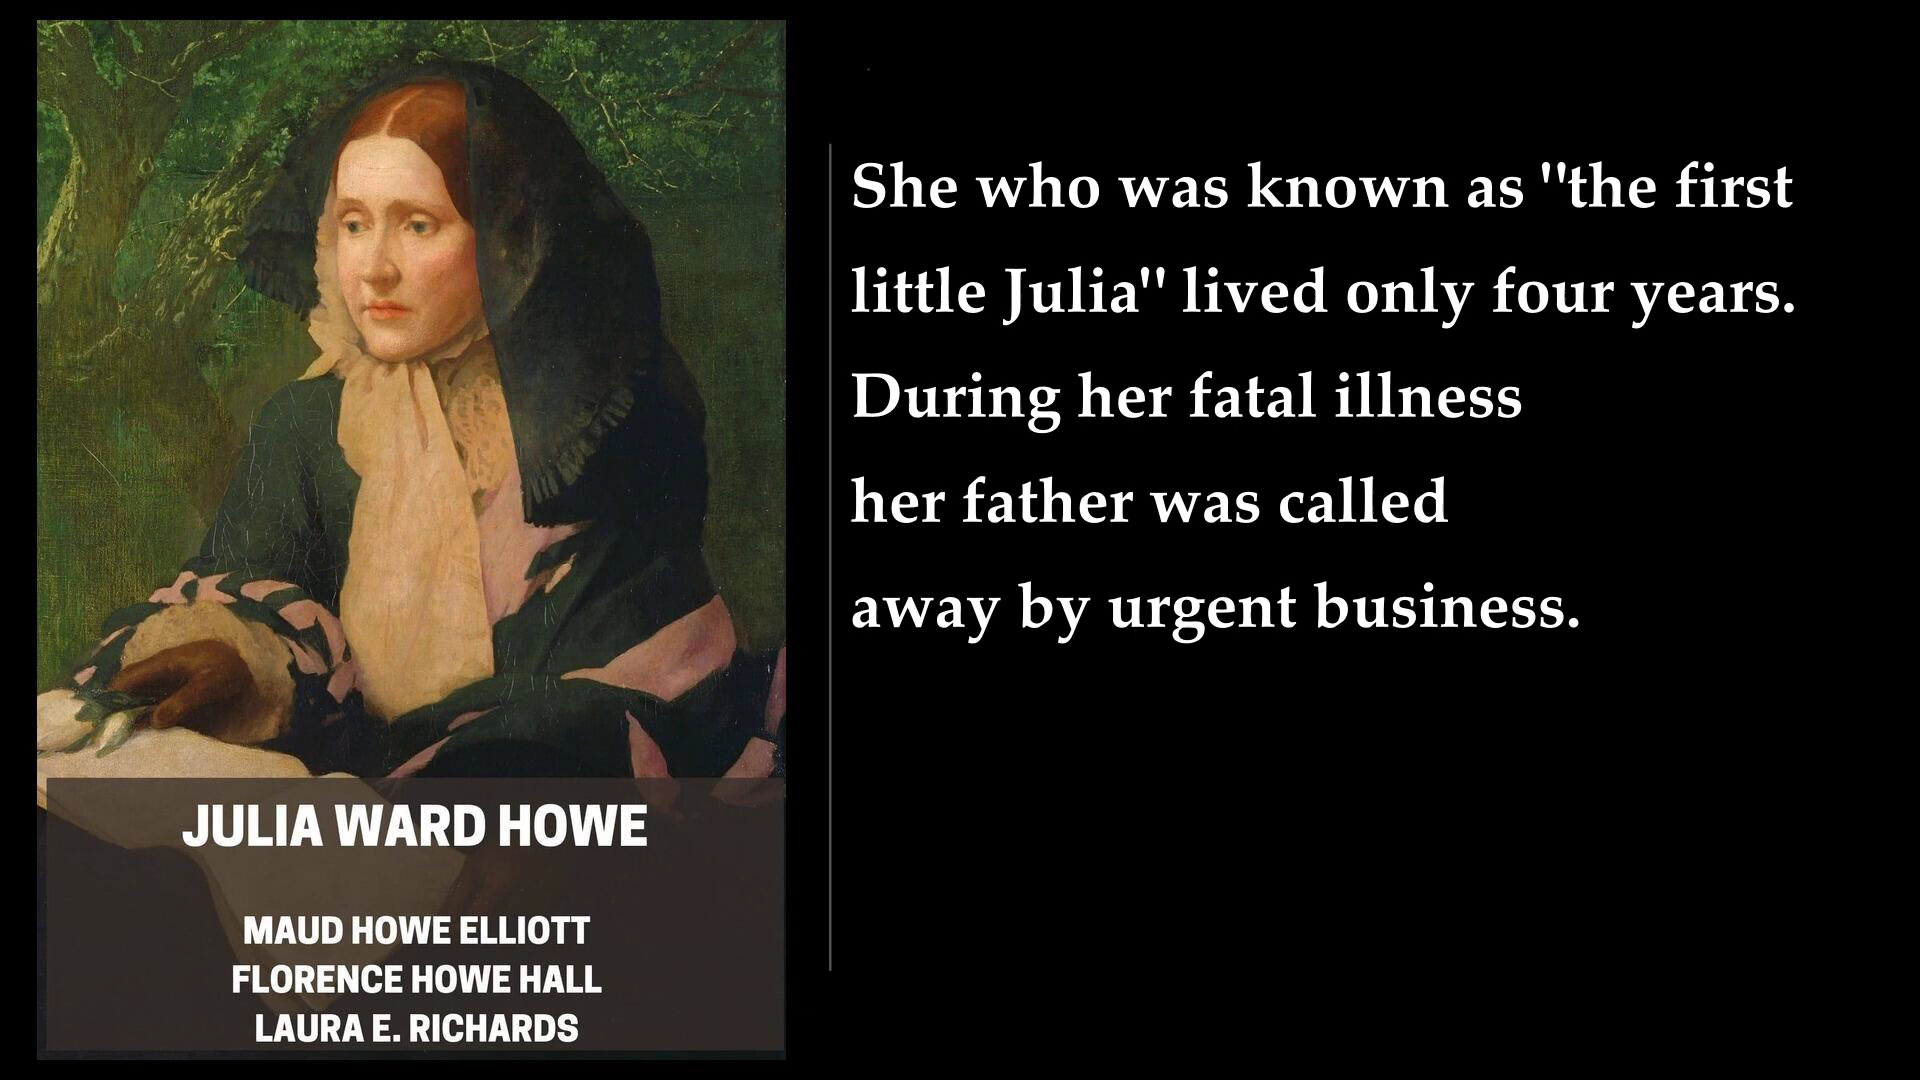 JULIA WARD HOWE
MAUD HOWE ELLIOTT
FLORENCE HOWE HALL
LAURA E. RICHARDS
She who was known as "the first
little Julia" lived only four years.
During her fatal illness
her father was called
away by urgent business.